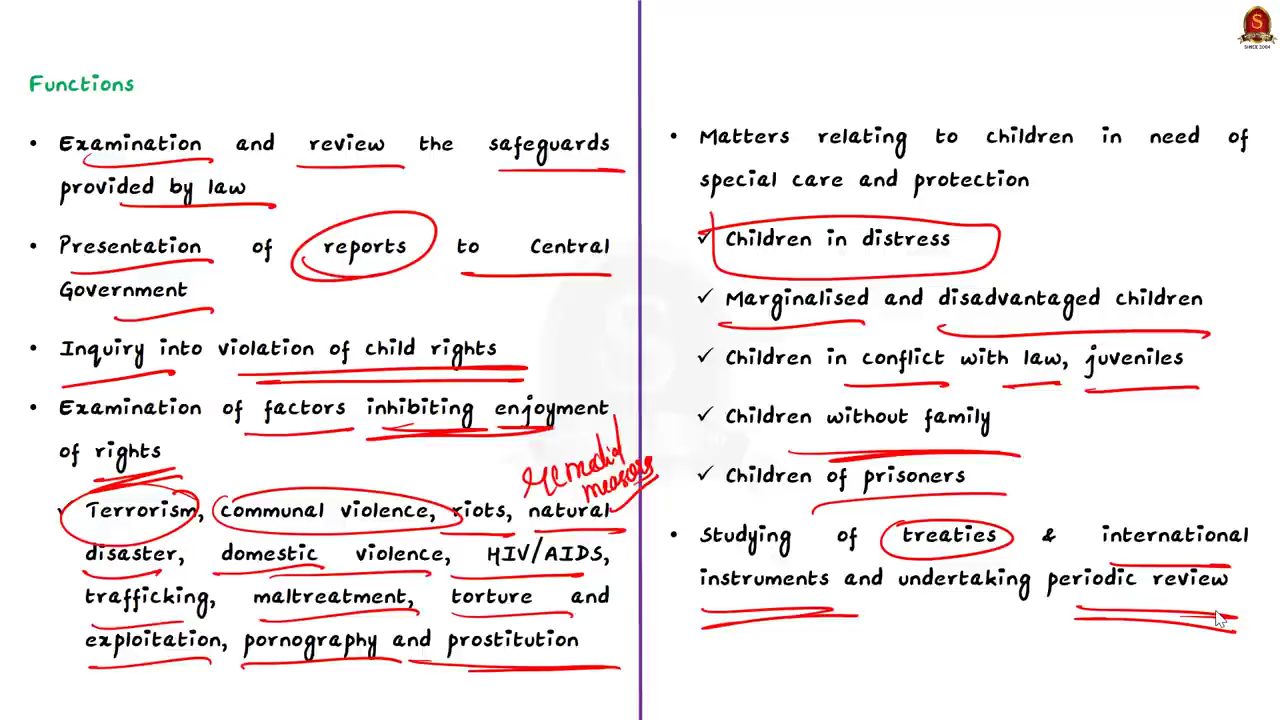 Functions
• Examination and review the safeguards
provided by law
• Presentation of reports to Central
Government
• Inquiry into violation of child rights
• Examination of factors inhibiting enjoyment
of rights
remedial
measures
✓ Terrorism, communal violence, riots, natural
disaster, domestic violence, HIV/AIDS,
trafficking, maltreatment, torture and
exploitation, pornography and prostitution
• Matters relating to children in need of
special care and protection
✓ Children in distress
✓ Marginalised and disadvantaged children
✓ Children in conflict with law, juveniles
✓ Children without family
✓ Children of prisoners
• Studying of treaties & international
instruments and undertaking periodic review
S
SINCE 2004